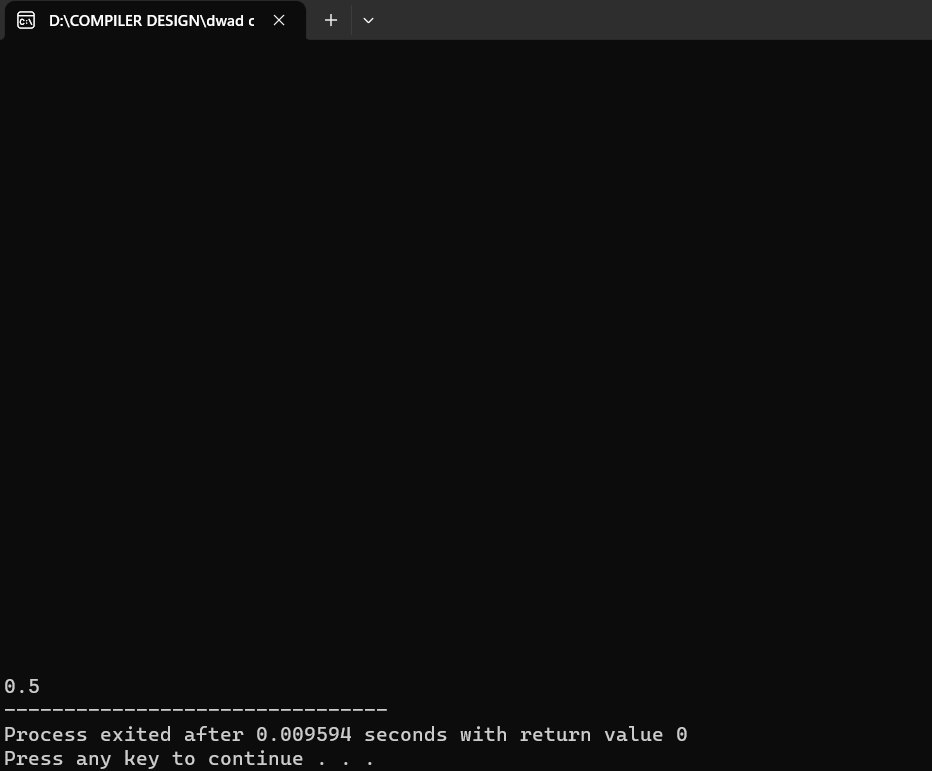 D:\COMPILER DESIGN\dwad c
0.5
--------------------------------
Process exited after 0.009594 seconds with return value 0
Press any key to continue . . .